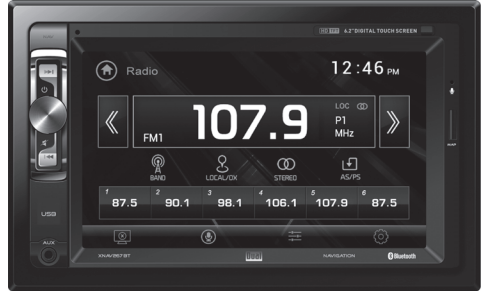 6.2"DIGITAL TOUCH SCREEN
Radio
12:46 PM
FM1
107.9
LOC
P1
MHz
BAND
LOCAL/DX
STEREO
AS/PS
1 87.5
2 90.1
3 98.1
4 106.1
5 107.9
6 87.5
USB
AUX
XNAV357BT
DUAL
NAVIGATION
Bluetooth